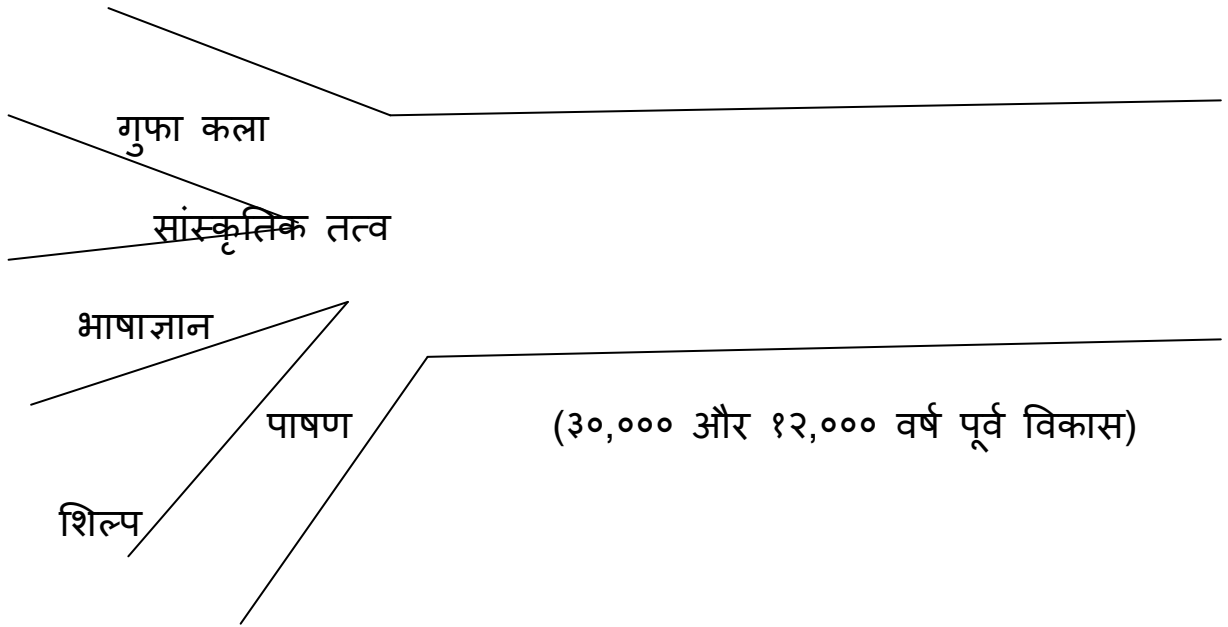 गुफा कला
सांस्कृतिक तत्व
भाषाज्ञान
पाषण (३०,००० और १२,००० वर्ष पूर्व विकास)
शिल्प